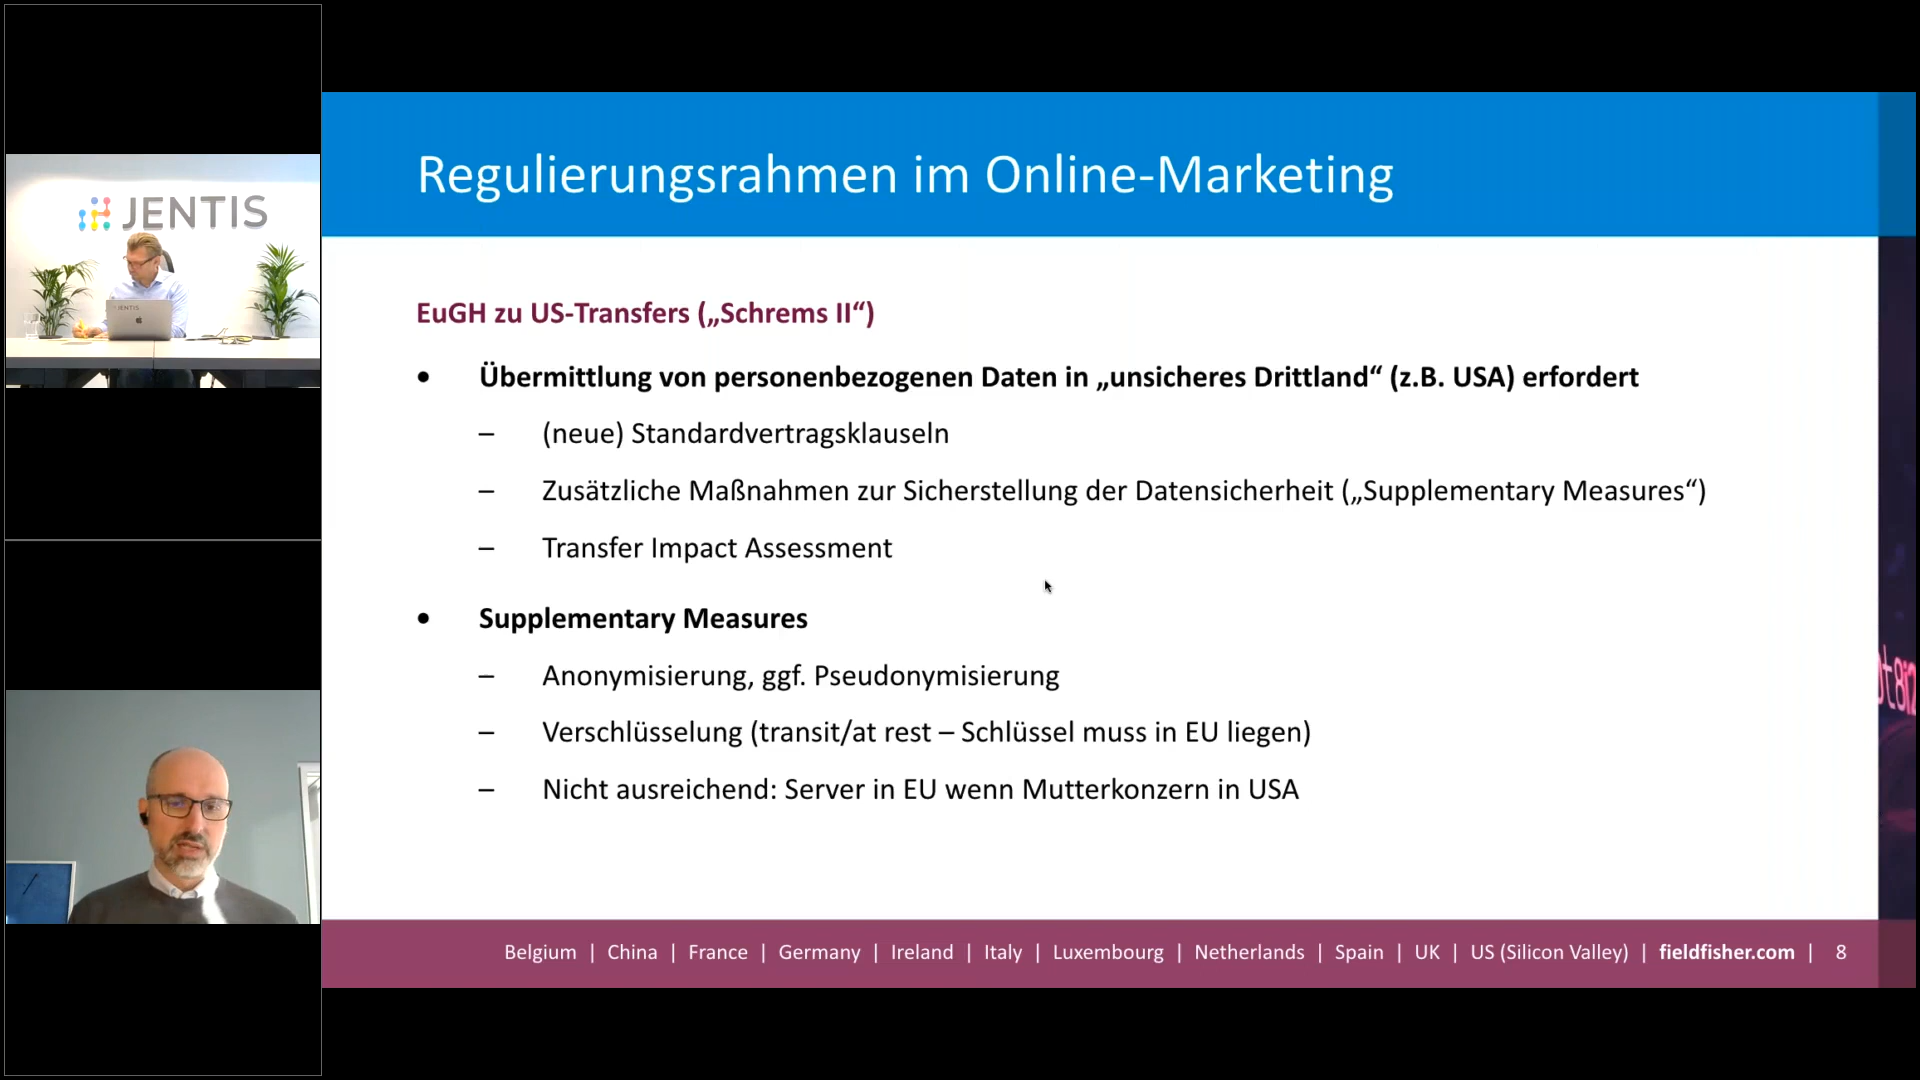 JENTIS
JENTIS
Regulierungsrahmen im Online-Marketing
EuGH zu US-Transfers („Schrems II“)
• Übermittlung von personenbezogenen Daten in „unsicheres Drittland“ (z.B. USA) erfordert
– (neue) Standardvertragsklauseln
– Zusätzliche Maßnahmen zur Sicherstellung der Datensicherheit („Supplementary Measures“)
– Transfer Impact Assessment
• Supplementary Measures
– Anonymisierung, ggf. Pseudonymisierung
– Verschlüsselung (transit/at rest – Schlüssel muss in EU liegen)
– Nicht ausreichend: Server in EU wenn Mutterkonzern in USA
Belgium | China | France | Germany | Ireland | Italy | Luxembourg | Netherlands | Spain | UK | US (Silicon Valley) | fieldfisher.com | 8